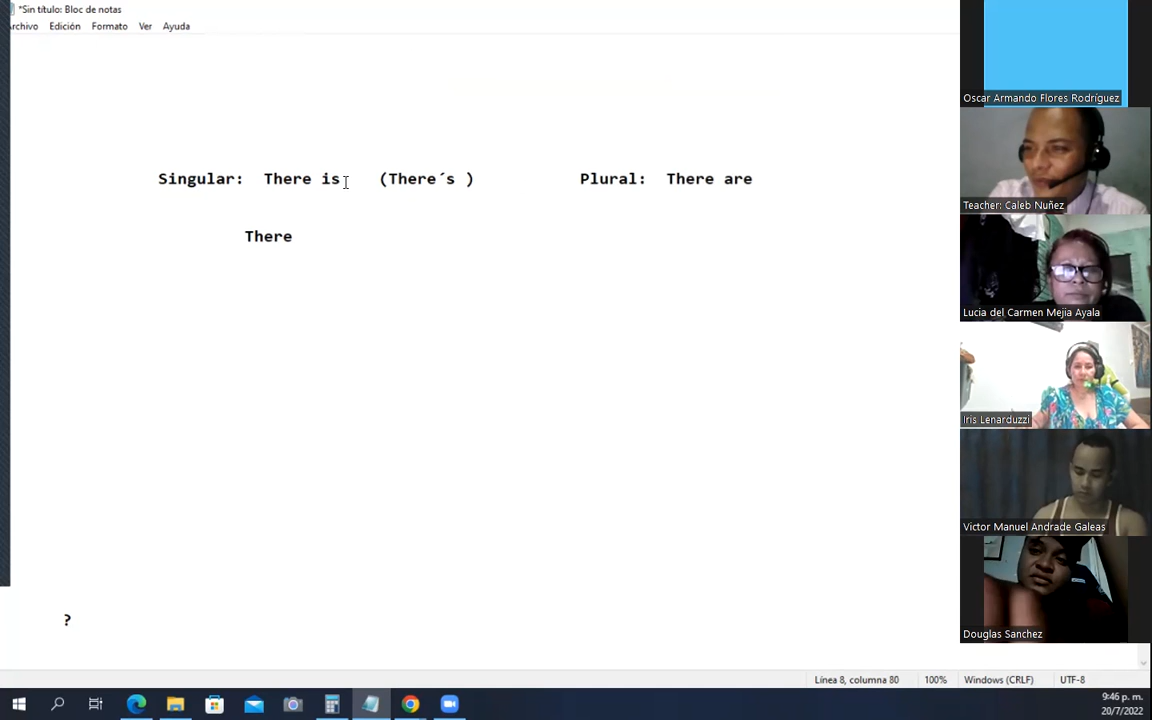 *Sin título: Bloc de notas
rchivo Edición Formato Ver Ayuda
Singular: There is (There´s ) Plural: There are
There
?
Oscar Armando Flores Rodríguez
Teacher: Caleb Nuñez
Lucia del Carmen Mejia Ayala
Iris Lenarduzzi
Victor Manuel Andrade Galeas
Douglas Sanchez
Línea 8, columna 80 100% Windows (CRLF) UTF-8
9:46 p. m.
20/7/2022